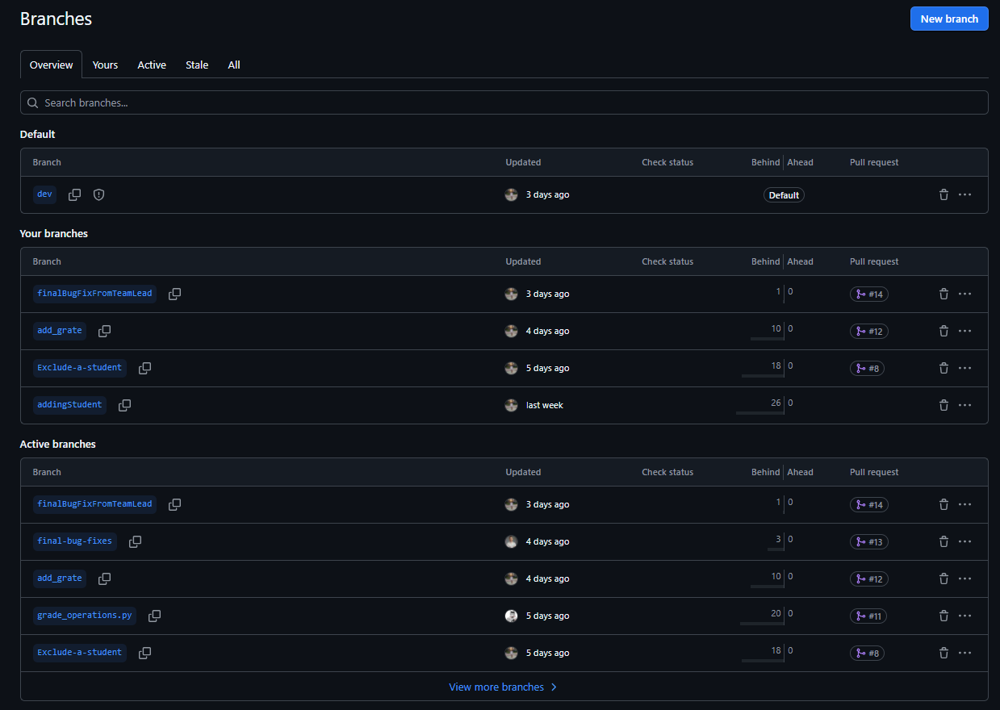 Branches
New branch
Overview Yours Active Stale All
Search branches...
Default
Branch Updated Check status Behind Ahead Pull request
dev 3 days ago Default
Your branches
Branch Updated Check status Behind Ahead Pull request
finalBugFixFromTeamLead 3 days ago 1 0 #14
add_grate 4 days ago 10 0 #12
Exclude-a-student 5 days ago 18 0 #8
addingStudent last week 26 0
Active branches
Branch Updated Check status Behind Ahead Pull request
finalBugFixFromTeamLead 3 days ago 1 0 #14
final-bug-fixes 4 days ago 3 0 #13
add_grate 4 days ago 10 0 #12
grade_operations.py 5 days ago 20 0 #11
Exclude-a-student 5 days ago 18 0 #8
View more branches